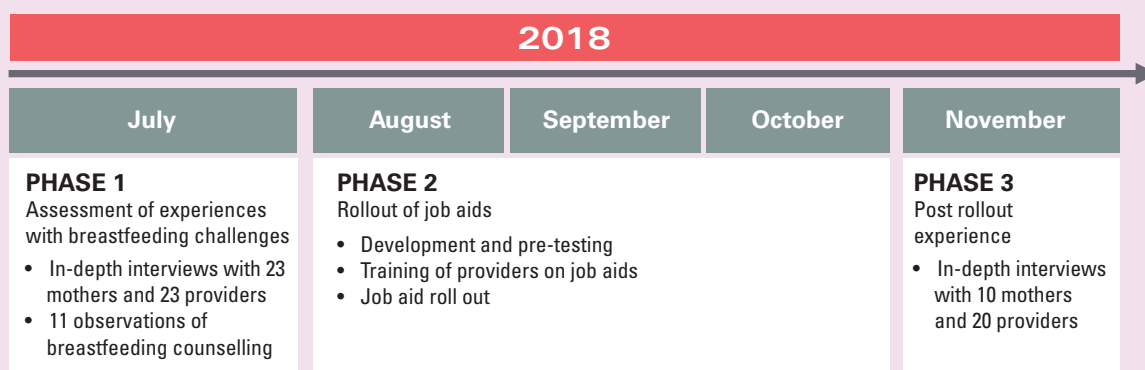 2018
July
August
September
October
November
PHASE 1
Assessment of experiences
with breastfeeding challenges
• In-depth interviews with 23
mothers and 23 providers
• 11 observations of
breastfeeding counselling
PHASE 2
Rollout of job aids
• Development and pre-testing
• Training of providers on job aids
• Job aid roll out
PHASE 3
Post rollout
experience
• In-depth interviews
with 10 mothers
and 20 providers